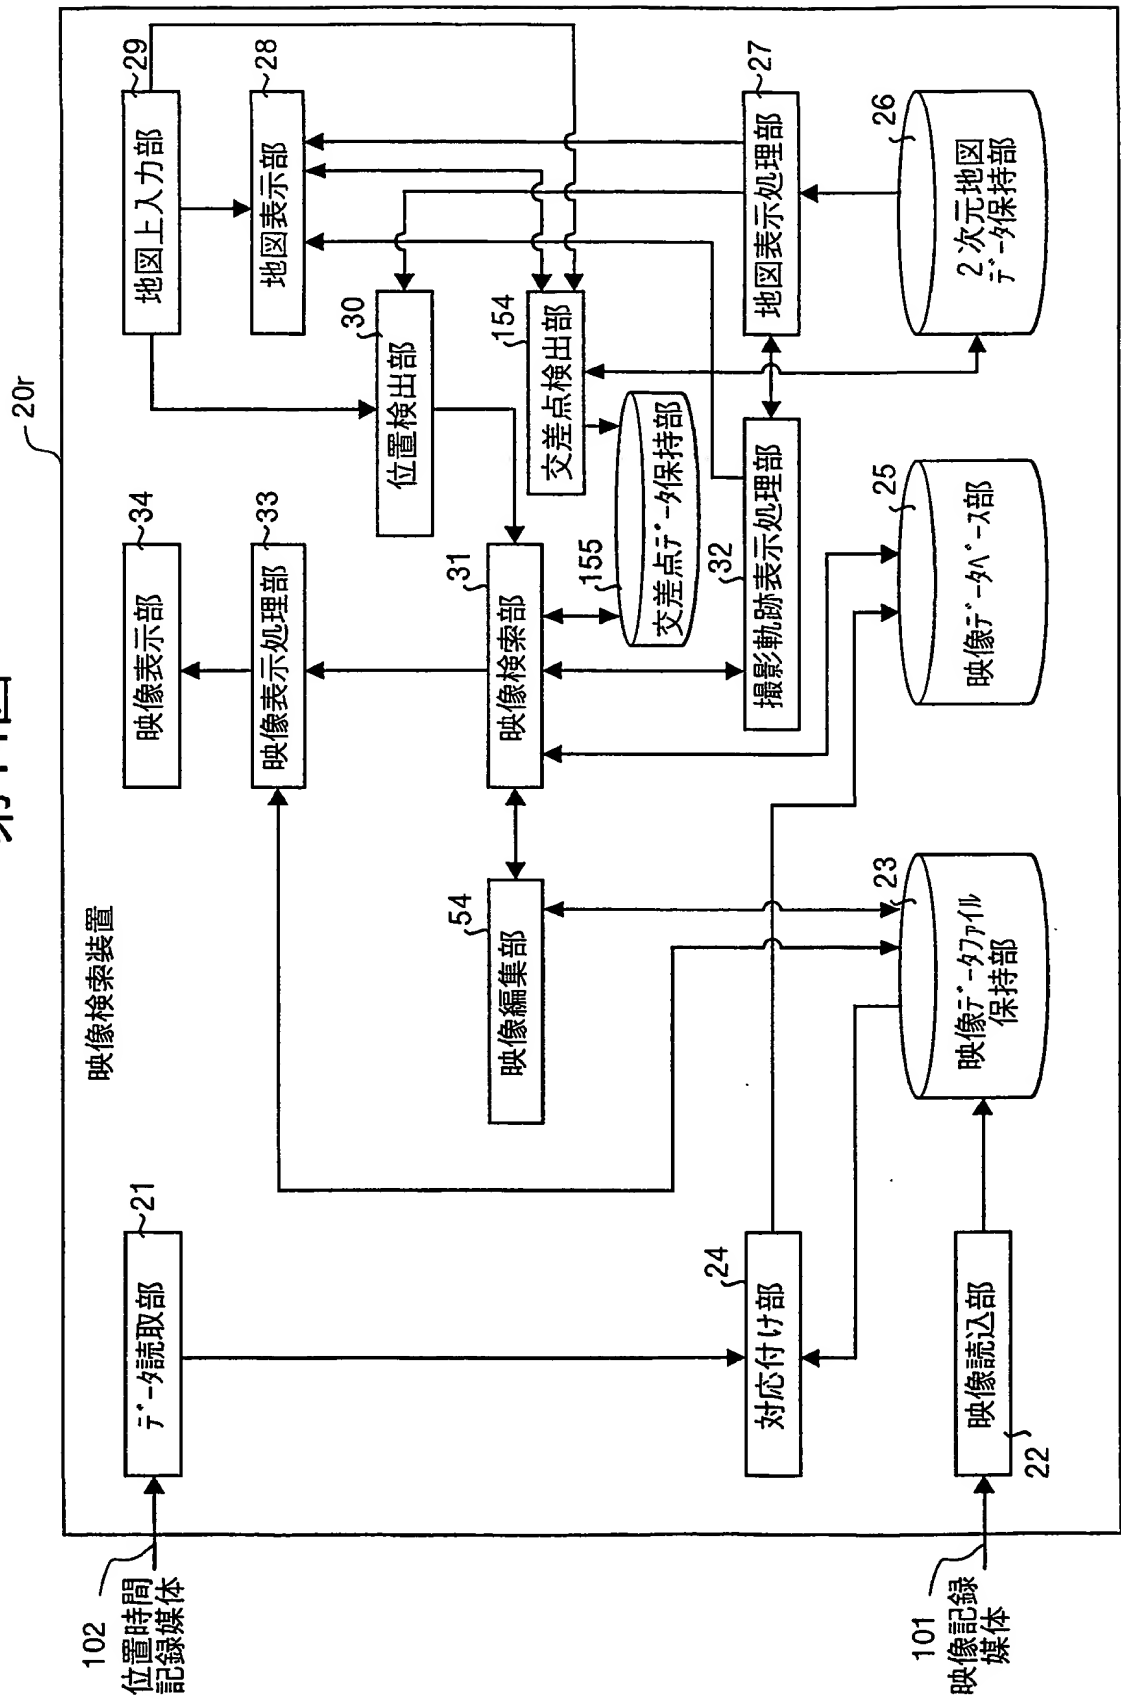 20r
映像検索装置
102
位置時間
記録媒体
21
データ読取部
34
映像表示部
29
地図上入力部
33
映像表示処理部
28
地図表示部
30
位置検出部
54
映像編集部
31
映像検索部
154
交差点検出部
155
交差点データ保持部
24
対応付け部
32
撮影軌跡表示処理部
27
地図表示処理部
101
映像記録
媒体
映像読込部
22
23
映像データファイル
保持部
25
映像データベース部
26
2次元地図
データ保持部